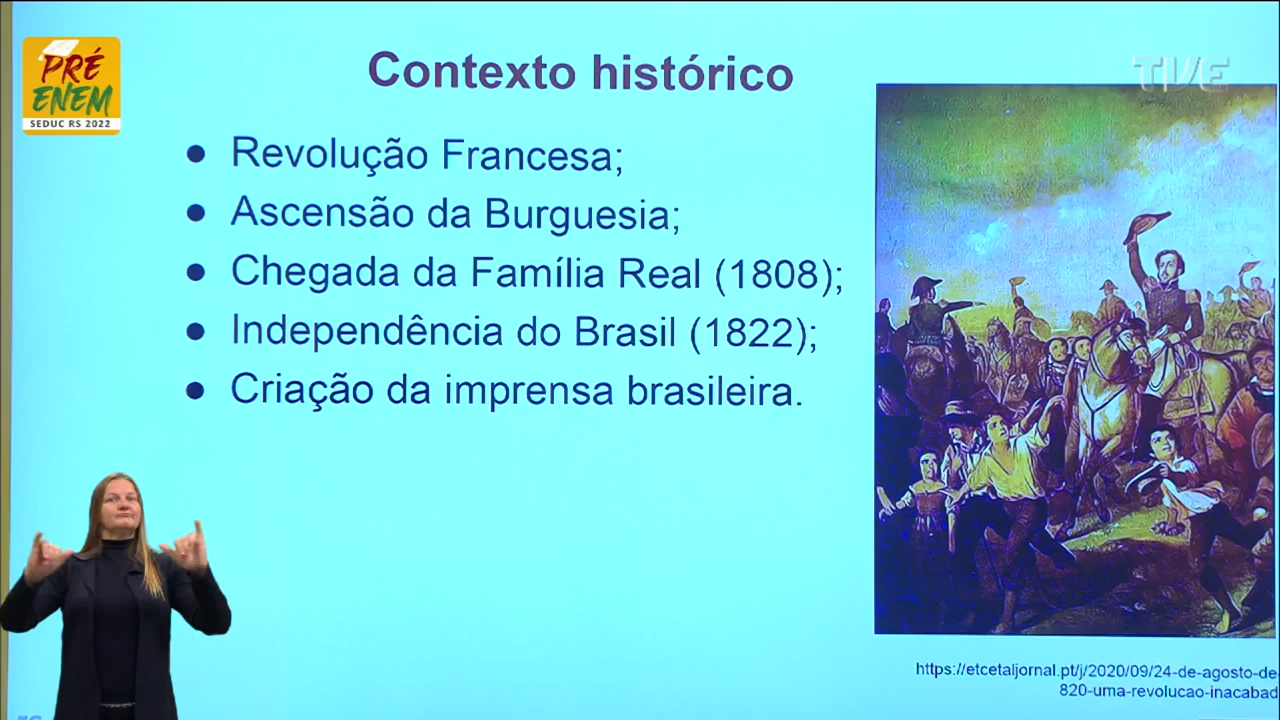 PRÉ
ENEM
SEDUC RS 2022
Contexto histórico
TVE
● Revolução Francesa;
● Ascensão da Burguesia;
● Chegada da Família Real (1808);
● Independência do Brasil (1822);
● Criação da imprensa brasileira.
https://etcetaljornal.pt/j/2020/09/24-de-agosto-de-
820-uma-revolucao-inacabad
rs